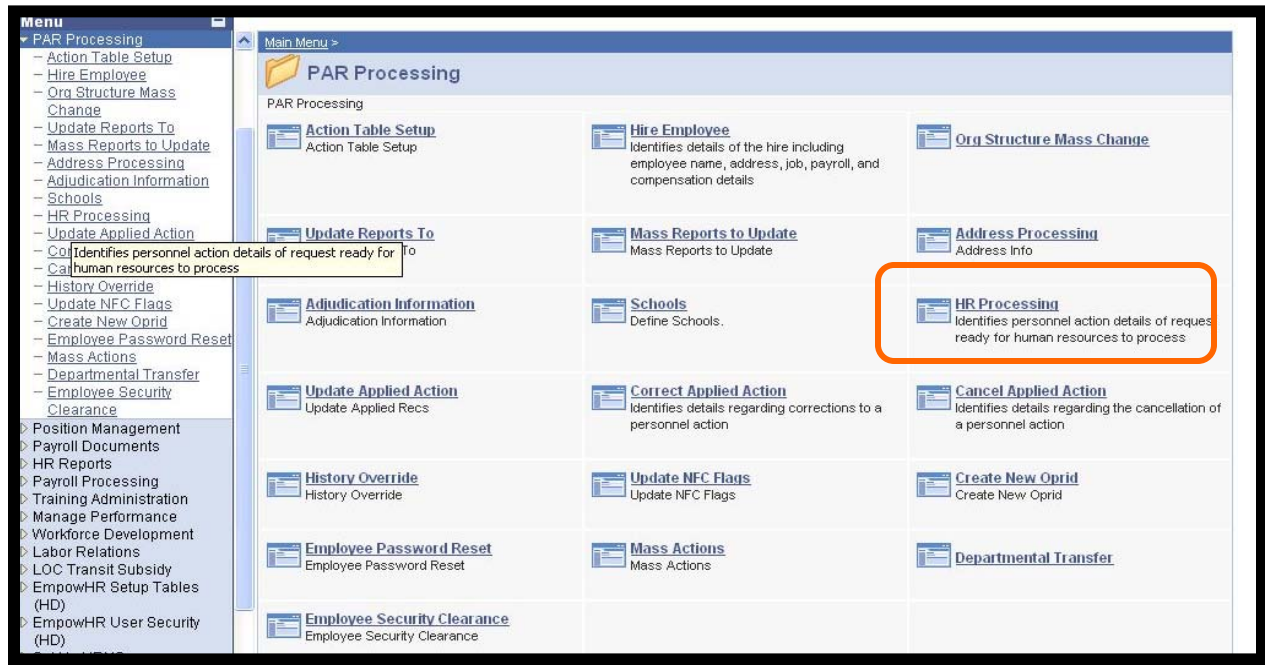 Menu
PAR Processing
– Action Table Setup
– Hire Employee
– Org Structure Mass
Change
– Update Reports To
– Mass Reports to Update
– Address Processing
– Adjudication Information
– Schools
– HR Processing
– Update Applied Action
– Co
– Ca
Identifies personnel action details of request ready for
human resources to process
– History Override
– Update NFC Flags
– Create New Oprid
– Employee Password Reset
– Mass Actions
– Departmental Transfer
– Employee Security
Clearance
Position Management
Payroll Documents
HR Reports
Payroll Processing
Training Administration
Manage Performance
Workforce Development
Labor Relations
LOC Transit Subsidy
EmpowHR Setup Tables
(HD)
EmpowHR User Security
(HD)
Main Menu >
PAR Processing
PAR Processing
Action Table Setup
Action Table Setup
Hire Employee
Identifies details of the hire including
employee name, address, job, payroll, and
compensation details
Org Structure Mass Change
Update Reports To
To
Mass Reports to Update
Mass Reports to Update
Address Processing
Address Info
Adjudication Information
Adjudication Information
Schools
Define Schools.
HR Processing
Identifies personnel action details of reques
ready for human resources to process
Update Applied Action
Update Applied Recs
Correct Applied Action
Identifies details regarding corrections to a
personnel action
Cancel Applied Action
Identifies details regarding the cancellation of
a personnel action
History Override
History Override
Update NFC Flags
Update NFC Flags
Create New Oprid
Create New Oprid
Employee Password Reset
Employee Password Reset
Mass Actions
Mass Actions
Departmental Transfer
Employee Security Clearance
Employee Security Clearance